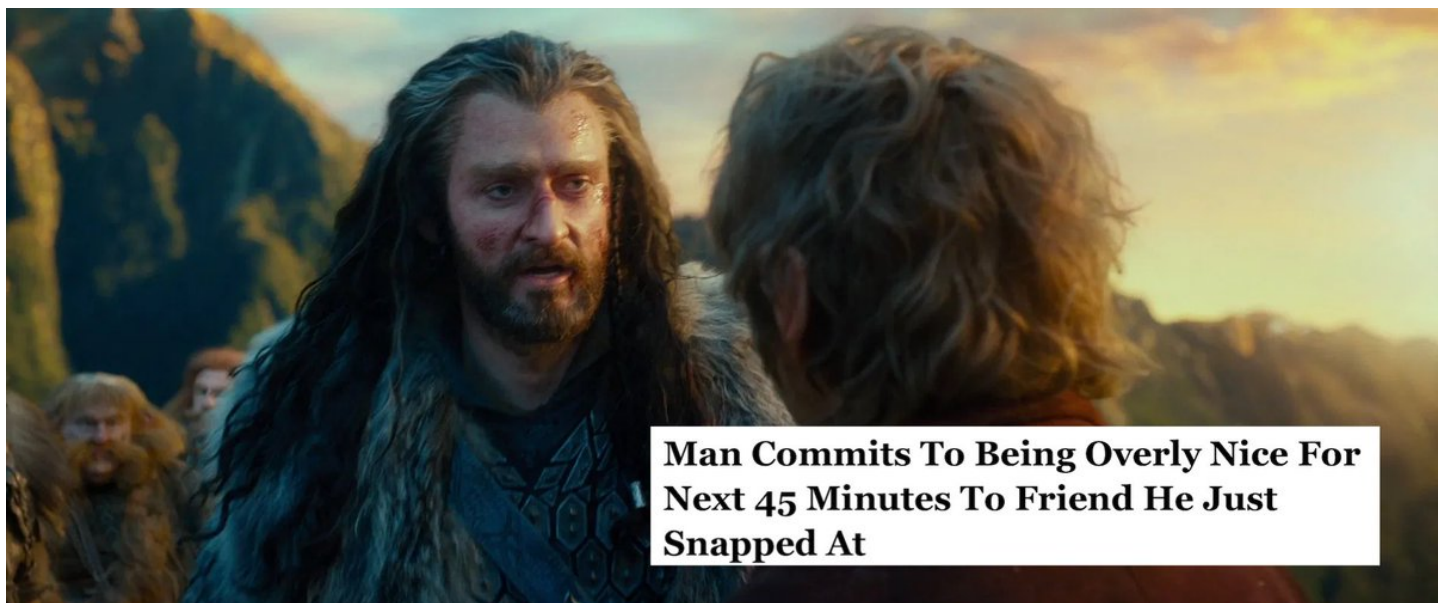 Man Commits To Being Overly Nice For
Next 45 Minutes To Friend He Just
Snapped At